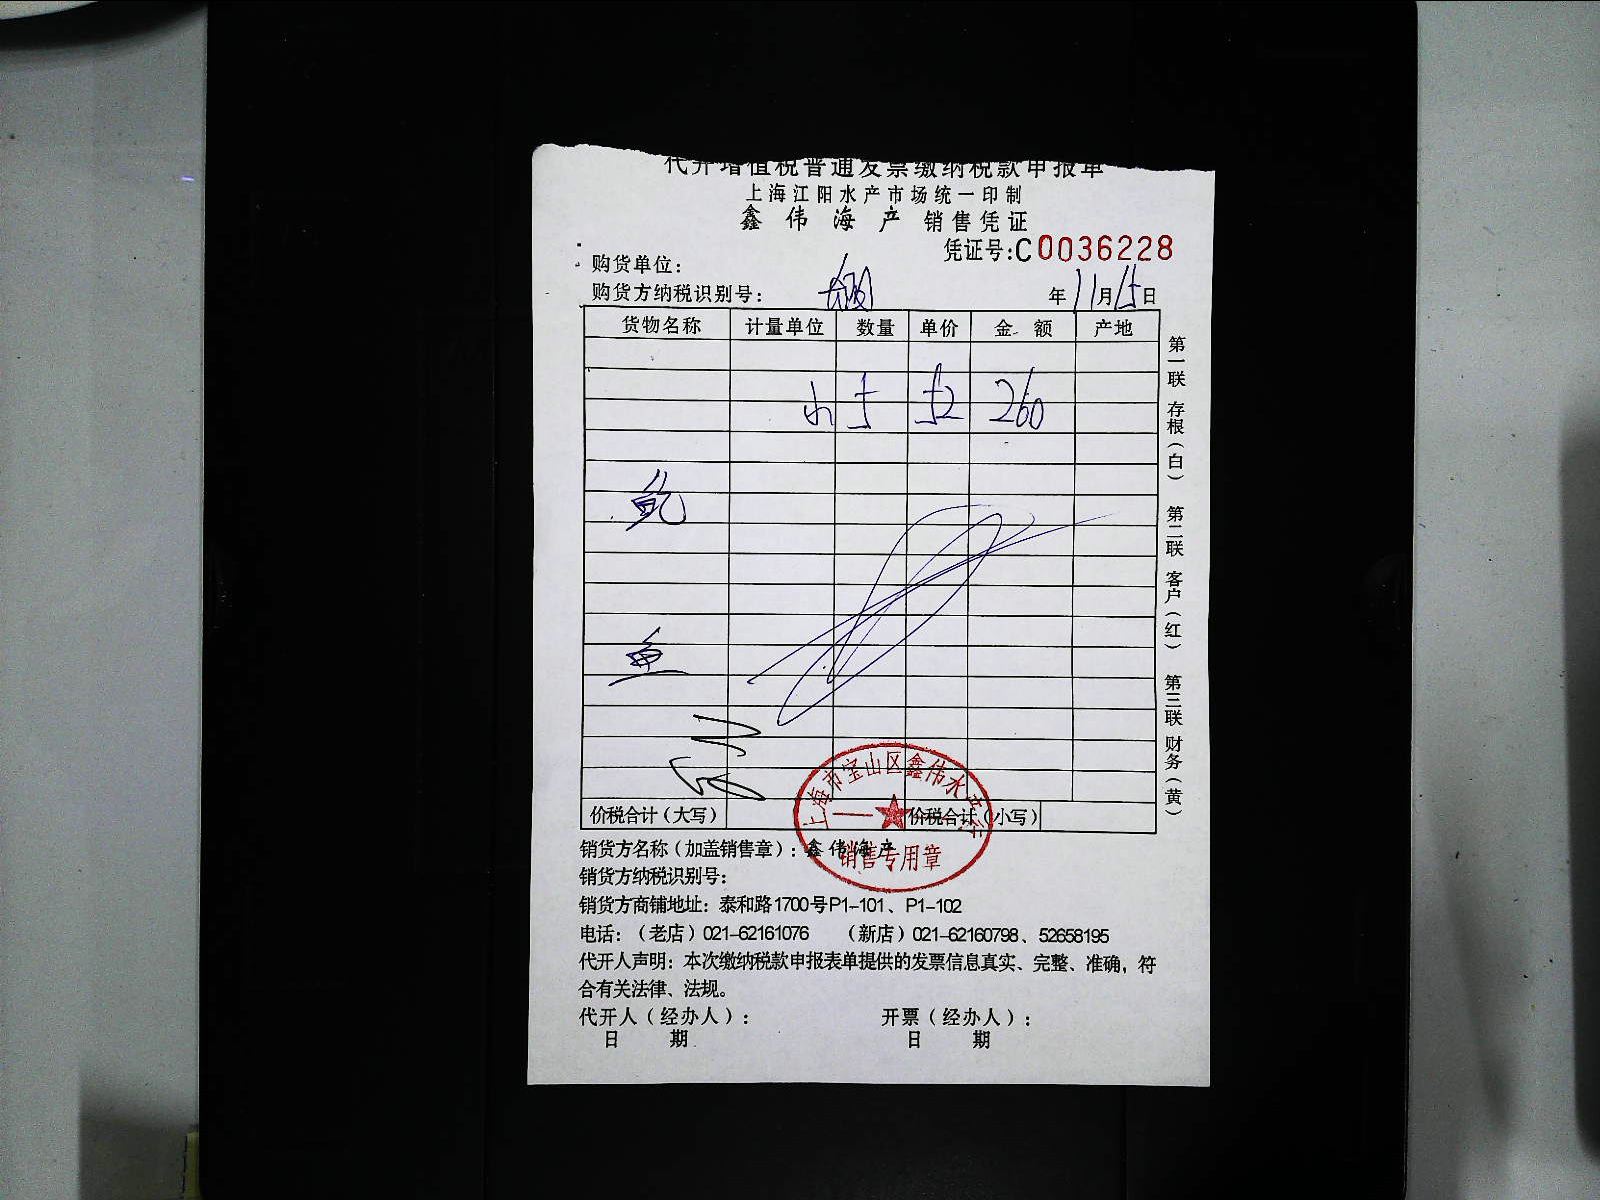 代开增值税普通发票缴纳税款申报单
上海江阳水产市场统一印制
鑫伟海产 销售凭证
凭证号:C0036228
购货单位：
购货方纳税识别号：
年11月15日
货物名称 计量单位 数量 单价 金额 产地
260
鲍
鱼
价税合计（大写） 价税合计（小写）
上海市宝山区鑫伟水产行
销售专用章
销货方名称（加盖销售章）：鑫伟海产
销货方纳税识别号：
销货方商铺地址：泰和路1700号P1-101、P1-102
电话：（老店）021-62161076 （新店）021-62160798、52658195
代开人声明：本次缴纳税款申报表单提供的发票信息真实、完整、准确，符
合有关法律、法规。
代开人（经办人）： 开票（经办人）：
日 期 日 期
第一联 存根（白） 第二联 客户（红） 第三联 财务（黄）